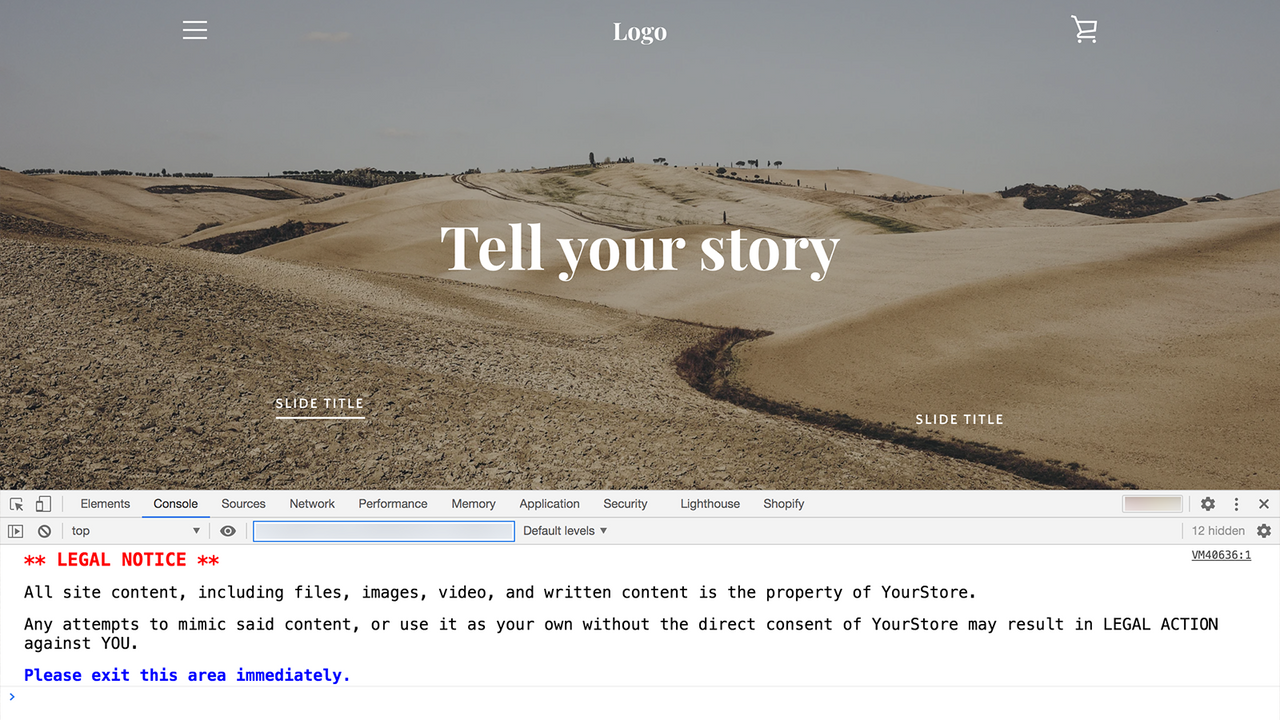 Logo
Tell your story
SLIDE TITLE
SLIDE TITLE
Elements Console Sources Network Performance Memory Application Security Lighthouse Shopify
top Default levels 12 hidden
** LEGAL NOTICE ** VM40636:1
All site content, including files, images, video, and written content is the property of YourStore.
Any attempts to mimic said content, or use it as your own without the direct consent of YourStore may result in LEGAL ACTION
against YOU.
Please exit this area immediately.